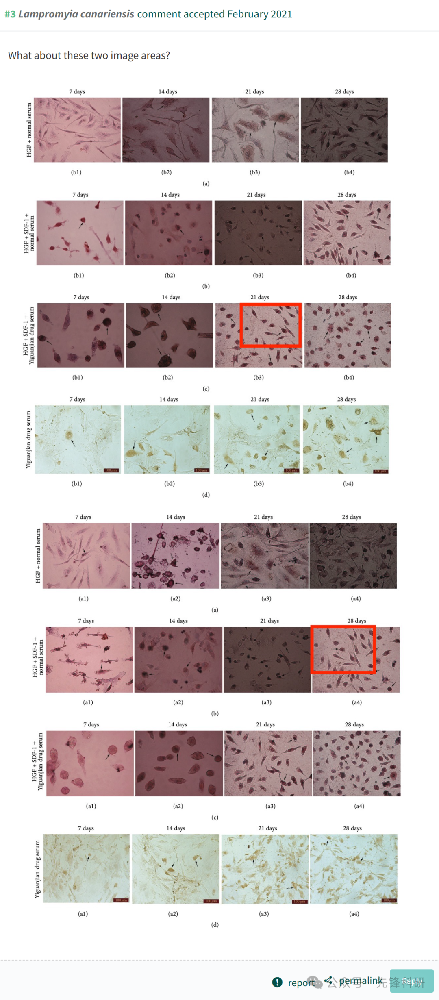 #3 Lampromyia canariensis comment accepted February 2021
What about these two image areas?
7 days 14 days 21 days 28 days
HGF + normal serum
(b1) (b2) (b3) (b4)
(a)
7 days 14 days 21 days 28 days
HGF + SDF-1 +
normal serum
(b1) (b2) (b3) (b4)
(b)
7 days 14 days 21 days 28 days
HGF + SDF-1 +
Yiguanjian drug serum
(b1) (b2) (b3) (b4)
(c)
7 days 14 days 21 days 28 days
Yiguanjian drug serum
100 μm 100 μm 100 μm 100 μm
(b1) (b2) (b3) (b4)
(d)
7 days 14 days 21 days 28 days
HGF + normal serum
(a1) (a2) (a3) (a4)
(a)
7 days 14 days 21 days 28 days
HGF + SDF-1 +
normal serum
(a1) (a2) (a3) (a4)
(b)
7 days 14 days 21 days 28 days
HGF + SDF-1 +
Yiguanjian drug serum
(a1) (a2) (a3) (a4)
(c)
7 days 14 days 21 days 28 days
Yiguanjian drug serum
100 μm 100 μm 100 μm 100 μm
(a1) (a2) (a3) (a4)
(d)
report permalink Reply
公众号 · 先锋科研